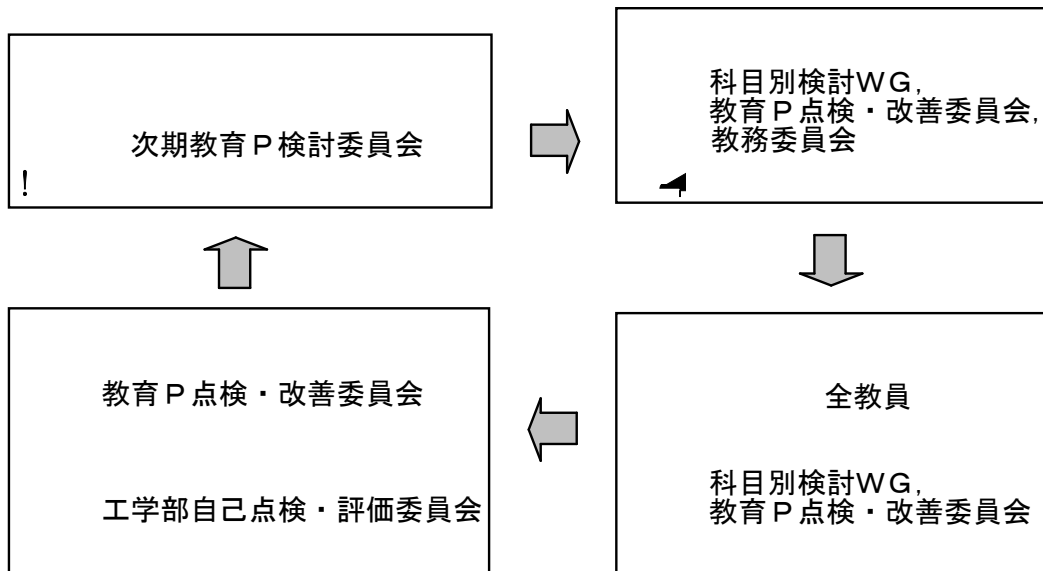 次期教育Ｐ検討委員会
!
科目別検討ＷＧ,
教育Ｐ点検・改善委員会,
教務委員会
教育Ｐ点検・改善委員会
工学部自己点検・評価委員会
全教員
科目別検討ＷＧ,
教育Ｐ点検・改善委員会